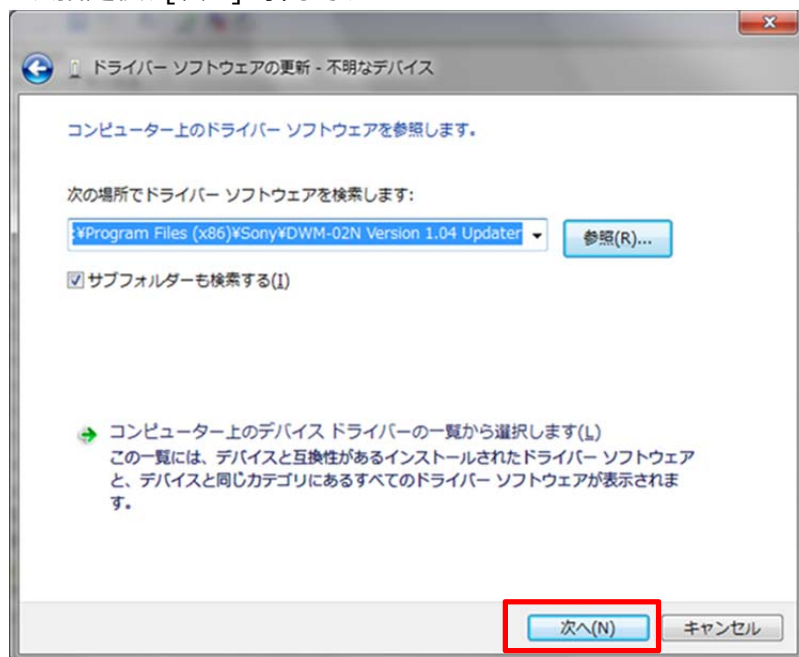 ドライバー ソフトウェアの更新 - 不明なデバイス
コンピューター上のドライバー ソフトウェアを参照します。
次の場所でドライバー ソフトウェアを検索します:
:¥Program Files (x86)¥Sony¥DWM-02N Version 1.04 Updater
参照(R)...
サブフォルダーも検索する(I)
コンピューター上のデバイス ドライバーの一覧から選択します(L)
この一覧には、デバイスと互換性があるインストールされたドライバー ソフトウェア
と、デバイスと同じカテゴリにあるすべてのドライバー ソフトウェアが表示されま
す。
次へ(N)
キャンセル